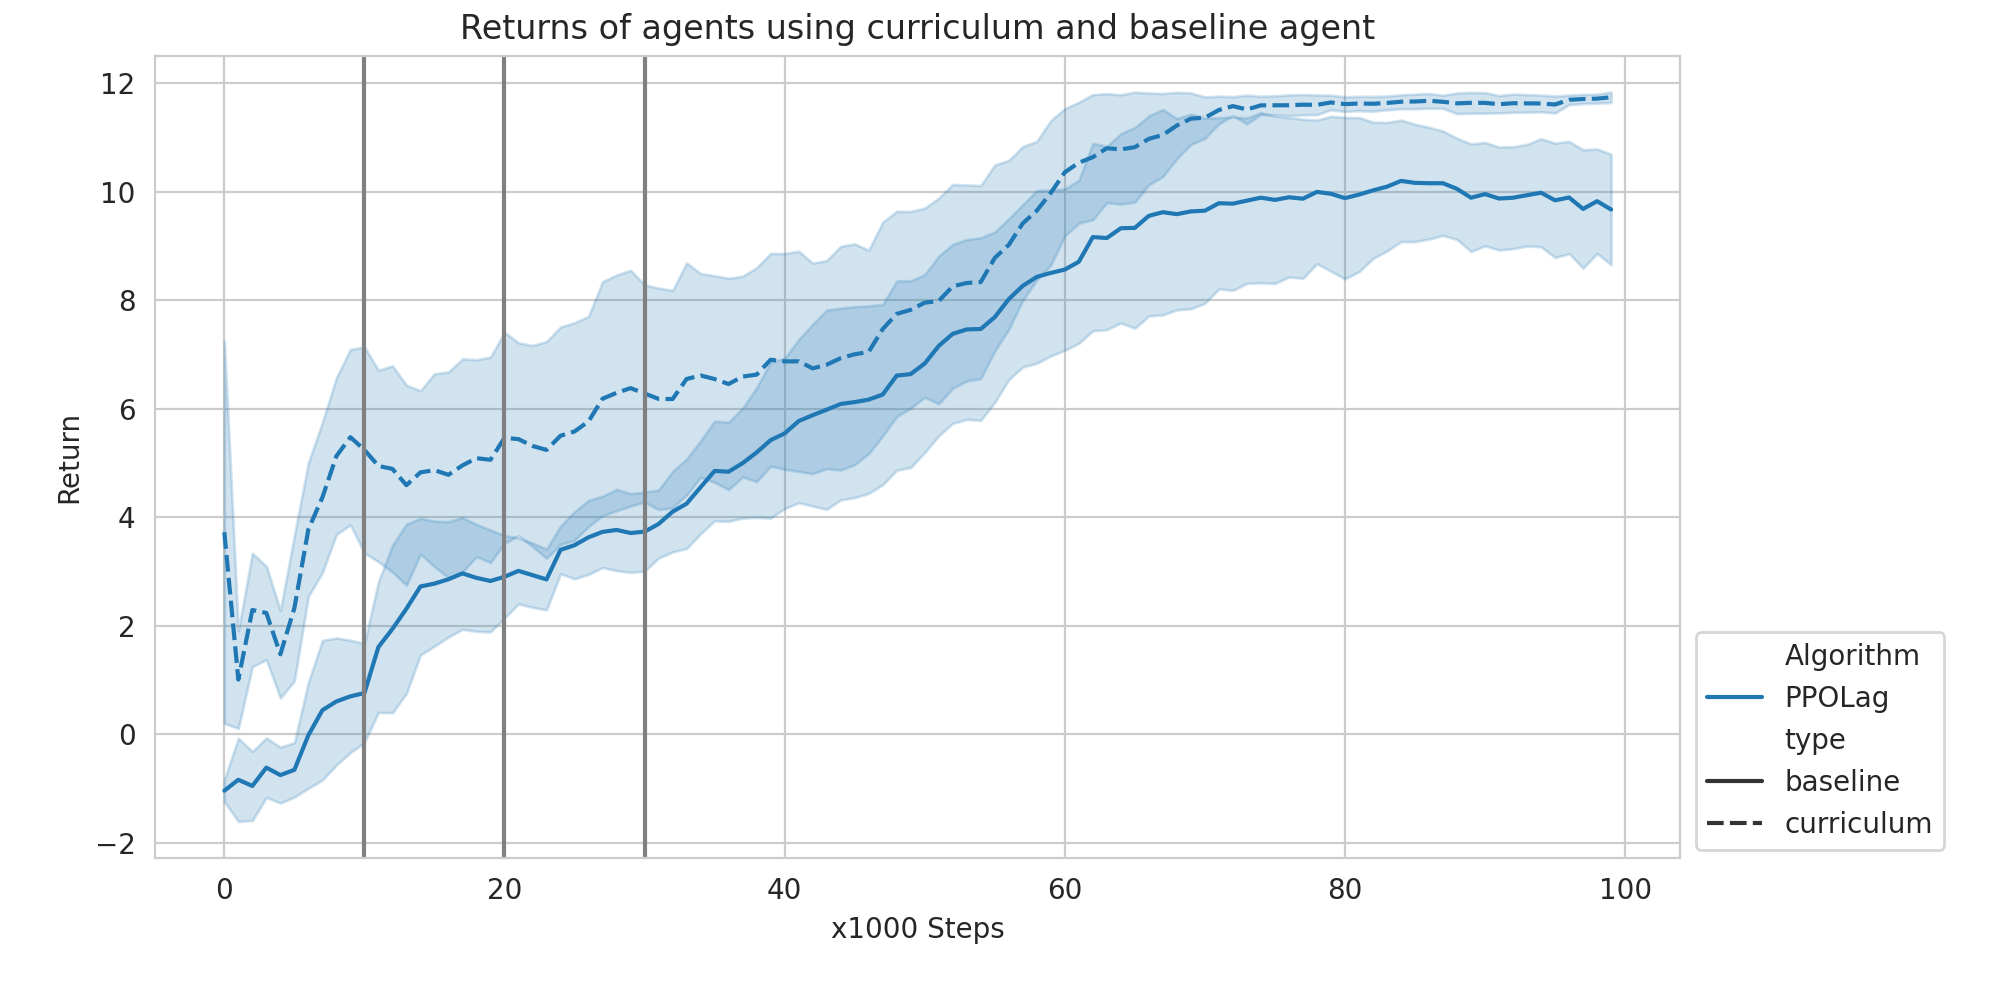 Returns of agents using curriculum and baseline agent
12
10
8
6
4
2
0
−2
Return
0 20 40 60 80 100
x1000 Steps
Algorithm
PPOLag
type
baseline
curriculum